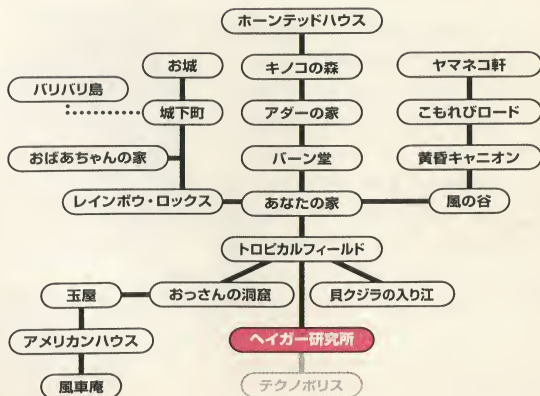 ホーンテッドハウス
お城
キノコの森
ヤマネコ軒
バリバリ島
城下町
アダーの家
こもれびロード
おばあちゃんの家
バーン堂
黄昏キャニオン
レインボウ・ロックス
あなたの家
風の谷
トロピカルフィールド
玉屋
おっさんの洞窟
貝クジラの入り江
アメリカンハウス
ヘイガー研究所
風車庵
テクノポリス